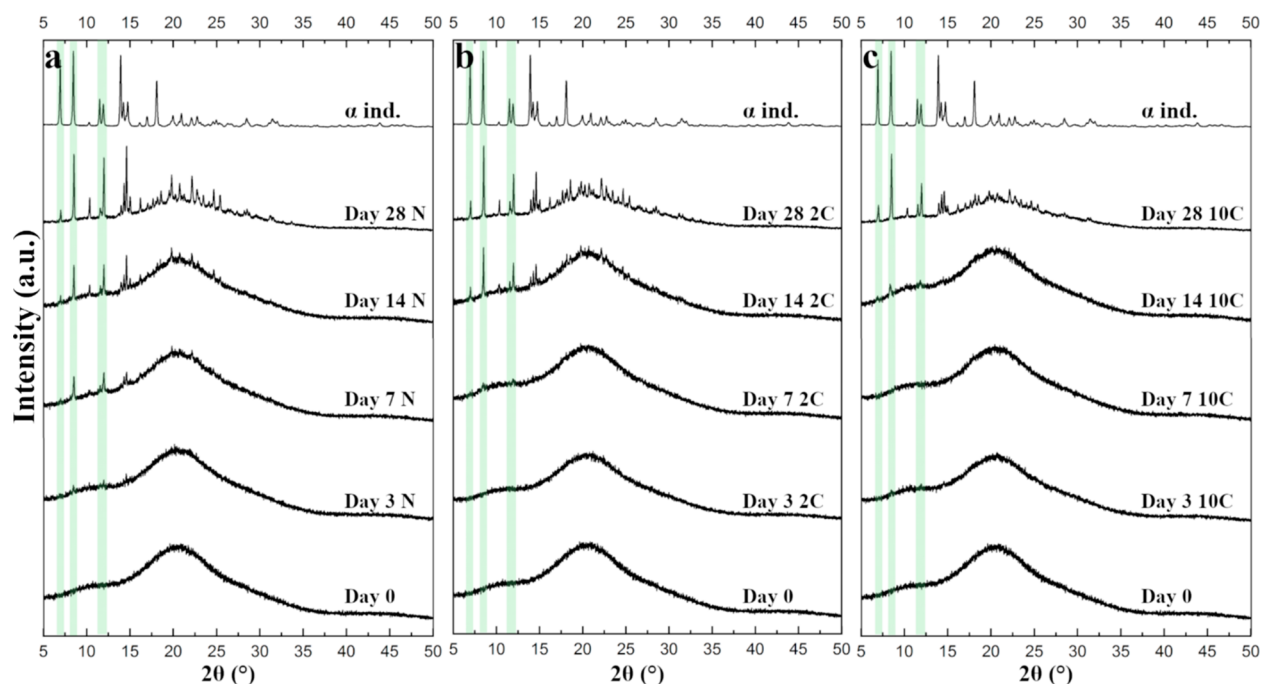 5 10 15 20 25 30 35 40 45 50
5 10 15 20 25 30 35 40 45 50
5 10 15 20 25 30 35 40 45 50
Intensity (a.u.)
a
α ind.
Day 28 N
Day 14 N
Day 7 N
Day 3 N
Day 0
b
α ind.
Day 28 2C
Day 14 2C
Day 7 2C
Day 3 2C
Day 0
c
α ind.
Day 28 10C
Day 14 10C
Day 7 10C
Day 3 10C
Day 0
5 10 15 20 25 30 35 40 45 50
5 10 15 20 25 30 35 40 45 50
5 10 15 20 25 30 35 40 45 50
2θ (°)
2θ (°)
2θ (°)